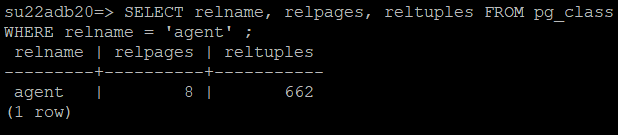 su22adb20=> SELECT relname, relpages, reltuples FROM pg_class
WHERE relname = 'agent' ;
 relname | relpages | reltuples
---------+----------+-----------
 agent   |        8 |       662
(1 row)